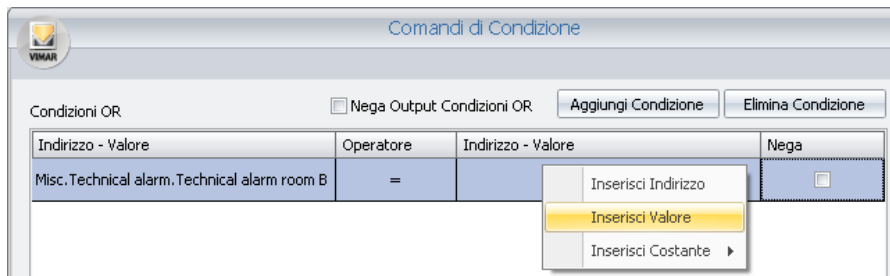 Comandi di Condizione
VIMAR
Condizioni OR Nega Output Condizioni OR Aggiungi Condizione Elimina Condizione
Indirizzo - Valore Operatore Indirizzo - Valore Nega
Misc.Technical alarm.Technical alarm room B =
Inserisci Indirizzo
Inserisci Valore
Inserisci Costante